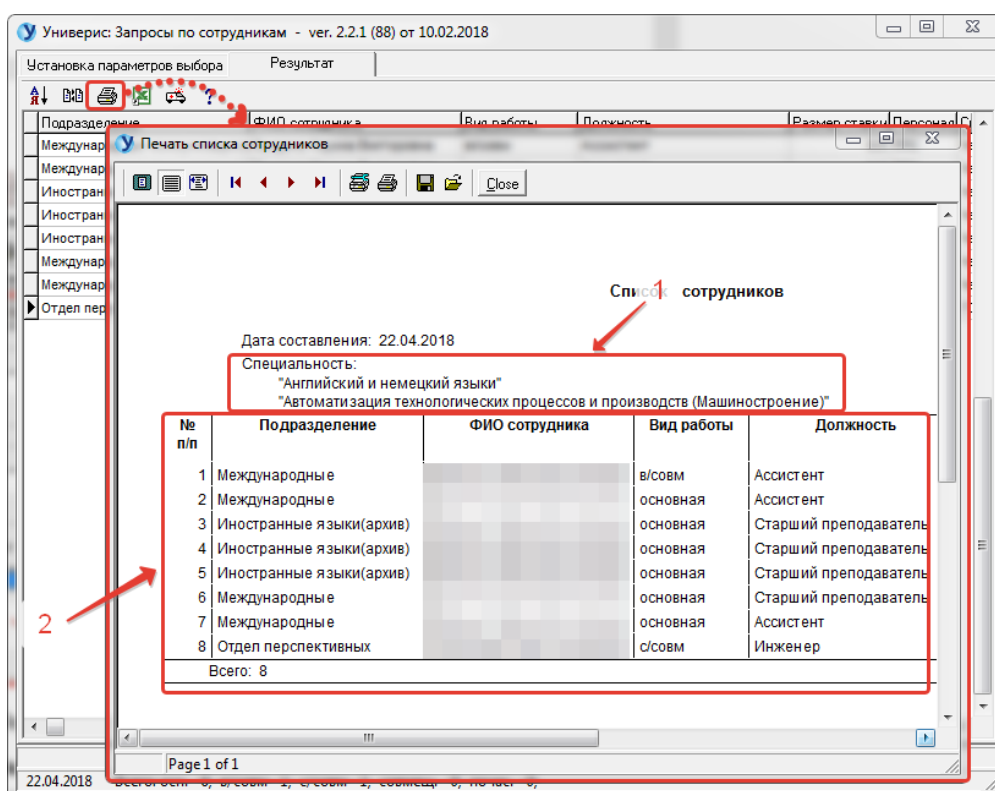 Универис: Запросы по сотрудникам - ver. 2.2.1 (88) от 10.02.2018
Установка параметров выбора Результат
Подразделение ФИО сотрудника Вид работы Должность Размер ставки Персонал
Печать списка сотрудников
Междунар
Междунар
Иностран
Иностран
Иностран
Междунар
Междунар
Отдел пер
Close
1
Список сотрудников
Дата составления: 22.04.2018
Специальность:
"Английский и немецкий языки"
"Автоматизация технологических процессов и производств (Машиностроение)"
№ п/п Подразделение ФИО сотрудника Вид работы Должность
1 Международные в/совм Ассистент
2 Международные основная Ассистент
3 Иностранные языки(архив) основная Старший преподаватель
4 Иностранные языки(архив) основная Старший преподаватель
5 Иностранные языки(архив) основная Старший преподаватель
6 Международные основная Старший преподаватель
7 Международные основная Ассистент
8 Отдел перспективных с/совм Инженер
Всего: 8
2
Page 1 of 1
22.04.2018